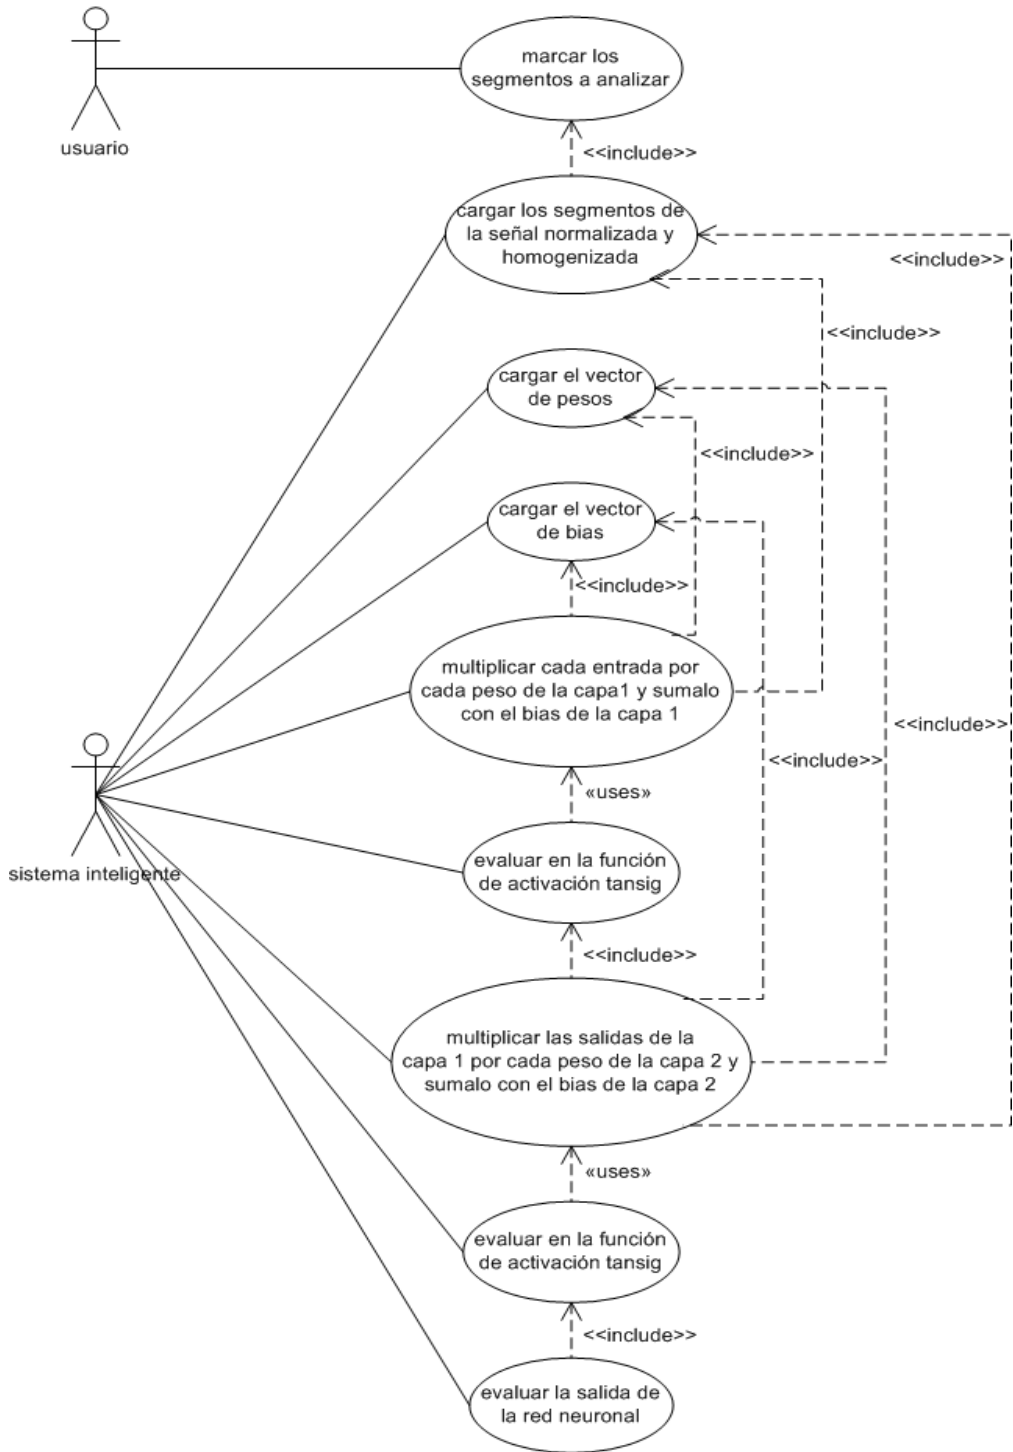 marcar los
segmentos a analizar
usuario
<<include>>
cargar los segmentos de
la señal normalizada y
homogenizada
<<include>>
<<include>>
cargar el vector
de pesos
<<include>>
cargar el vector
de bias
<<include>>
multiplicar cada entrada por
cada peso de la capa1 y sumalo
con el bias de la capa 1
<<include>>
<<include>>
«uses»
sistema inteligente
evaluar en la función
de activación tansig
<<include>>
multiplicar las salidas de la
capa 1 por cada peso de la capa 2 y
sumalo con el bias de la capa 2
«uses»
evaluar en la función
de activación tansig
<<include>>
evaluar la salida de
la red neuronal